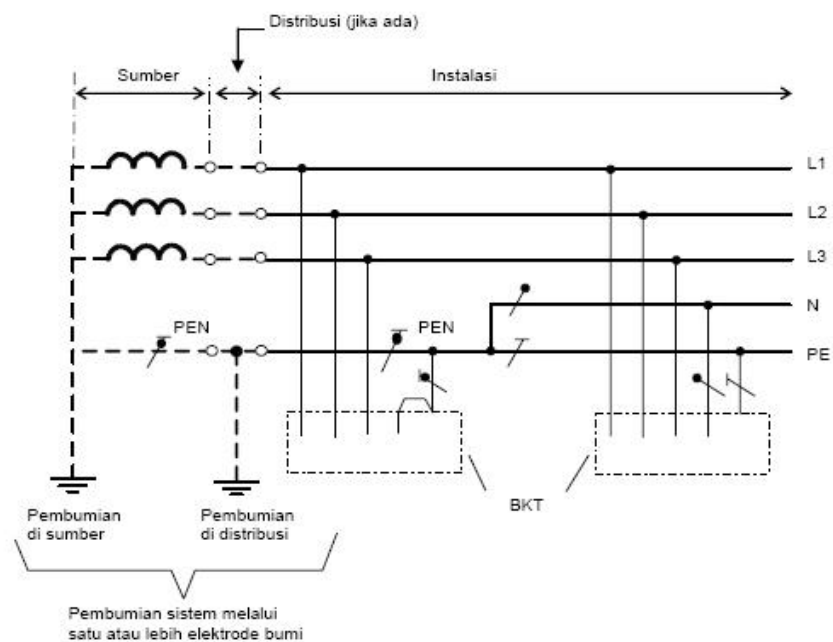 Distribusi (jika ada)
Sumber
Instalasi
L1
L2
L3
N
PEN
PEN
PE
BKT
Pembumian
di sumber
Pembumian
di distribusi
Pembumian sistem melalui
satu atau lebih elektrode bumi